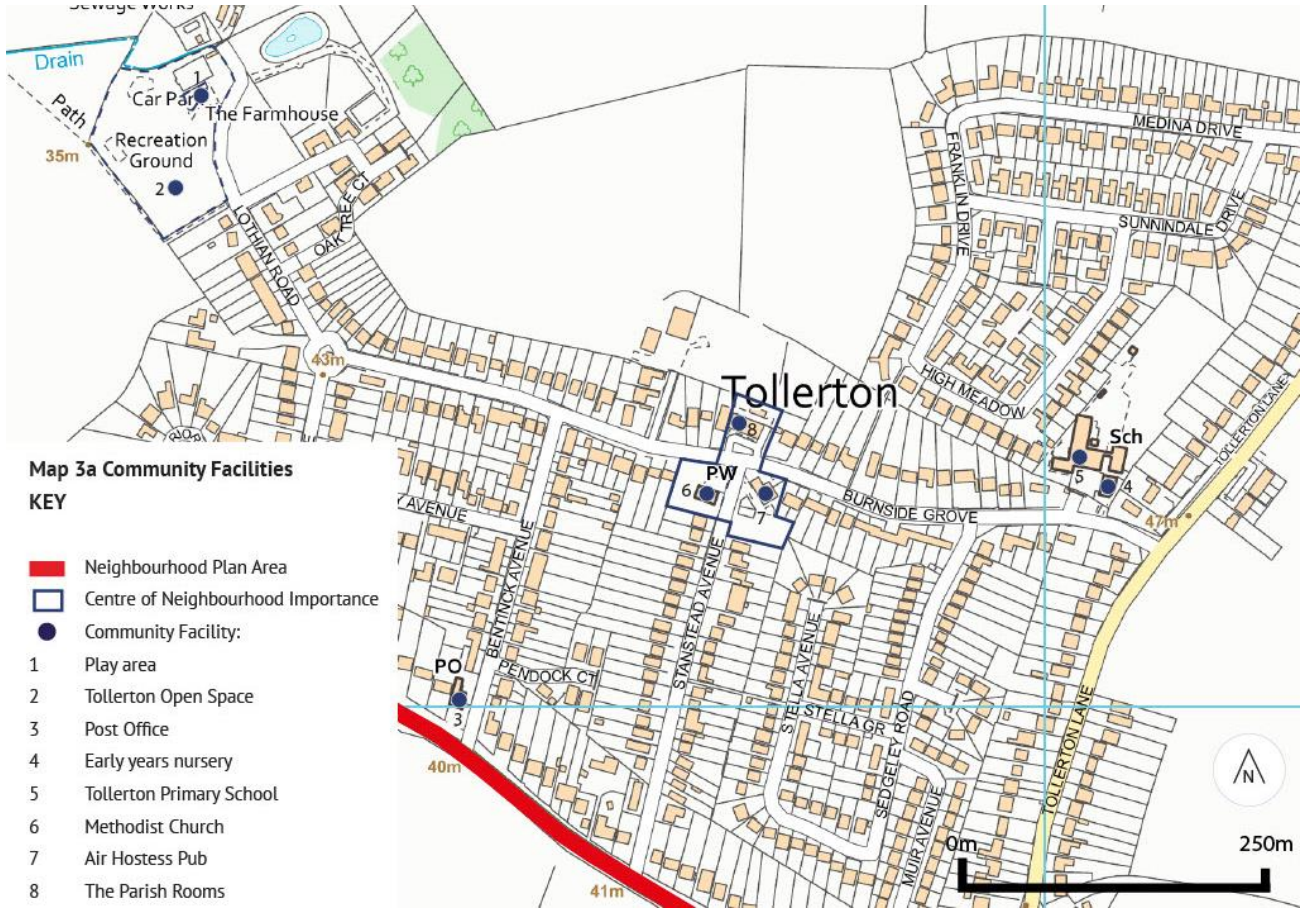 Sewage Works
Drain
Path
1
Car Par
The Farmhouse
Recreation
Ground
35m
2
LOTHIAN ROAD
OAK TREE CT
43m
MEDINA DRIVE
FRANKLIN DRIVE
SUNNINDALE
DRIVE
HIGH MEADOW
Tollerton
8
PW
6
7
Sch
5
4
TOLLERTON LANE
47m
BURNSIDE GROVE
AVENUE
BENTINCK AVENUE
STANSTEAD AVENUE
STELLA AVENUE
STELLA GR
SEDGELEY ROAD
MUIR AVENUE
TOLLERTON LANE
PENDOCK CT
PO
3
40m
41m
N
0m
250m
Map 3a Community Facilities
KEY
Neighbourhood Plan Area
Centre of Neighbourhood Importance
Community Facility:
1 Play area
2 Tollerton Open Space
3 Post Office
4 Early years nursery
5 Tollerton Primary School
6 Methodist Church
7 Air Hostess Pub
8 The Parish Rooms